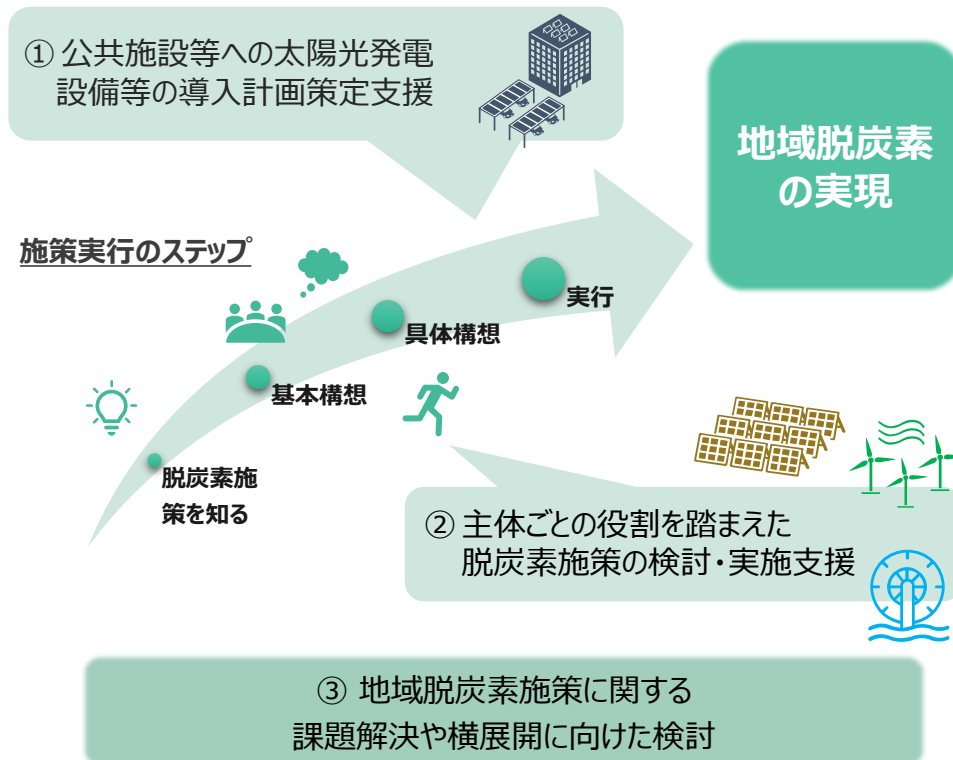 ① 公共施設等への太陽光発電
設備等の導入計画策定支援
地域脱炭素
の実現
施策実行のステップ
実行
具体構想
基本構想
脱炭素施
策を知る
② 主体ごとの役割を踏まえた
脱炭素施策の検討・実施支援
③ 地域脱炭素施策に関する
課題解決や横展開に向けた検討